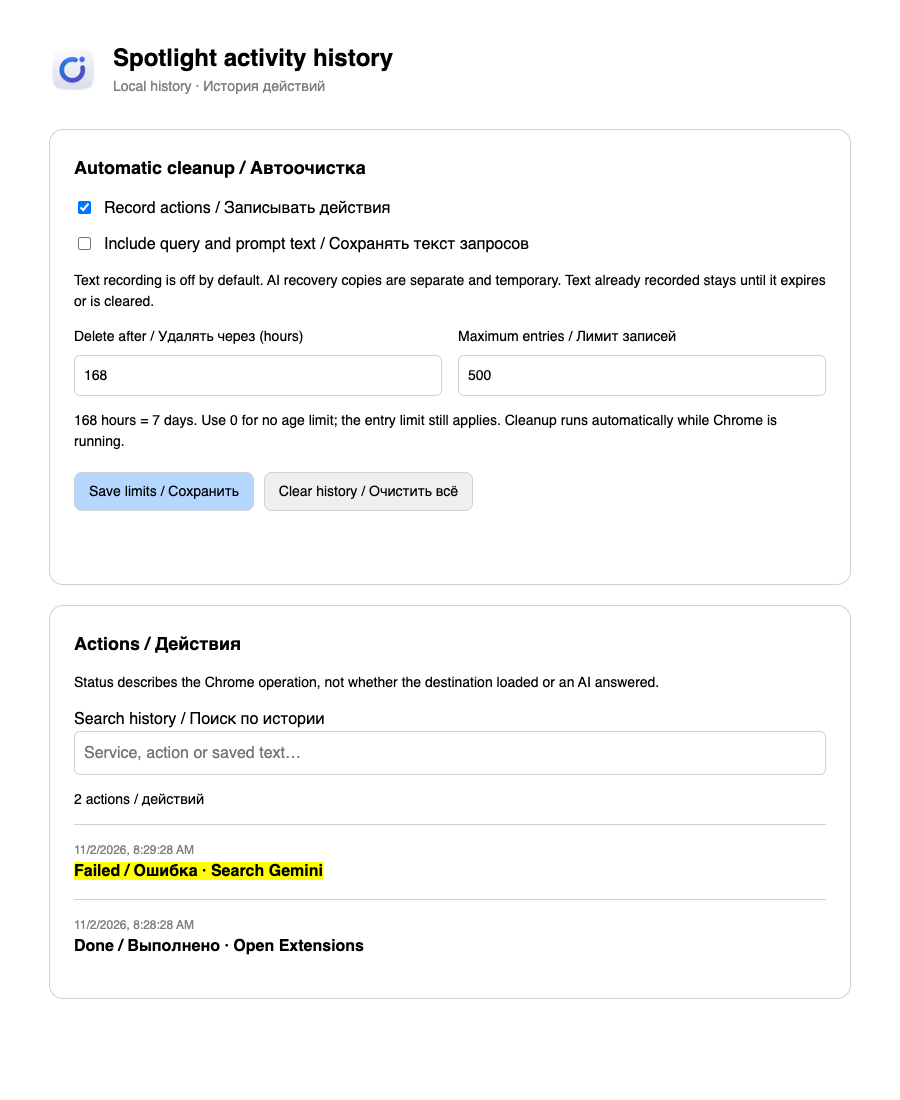 Spotlight activity history
Local history · История действий
Automatic cleanup / Автоочистка
Record actions / Записывать действия
Include query and prompt text / Сохранять текст запросов
Text recording is off by default. AI recovery copies are separate and temporary. Text already recorded stays until it expires
or is cleared.
Delete after / Удалять через (hours)
Maximum entries / Лимит записей
168
500
168 hours = 7 days. Use 0 for no age limit; the entry limit still applies. Cleanup runs automatically while Chrome is
running.
Save limits / Сохранить
Clear history / Очистить всё
Actions / Действия
Status describes the Chrome operation, not whether the destination loaded or an AI answered.
Search history / Поиск по истории
Service, action or saved text…
2 actions / действий
11/2/2026, 8:29:28 AM
Failed / Ошибка · Search Gemini
11/2/2026, 8:28:28 AM
Done / Выполнено · Open Extensions